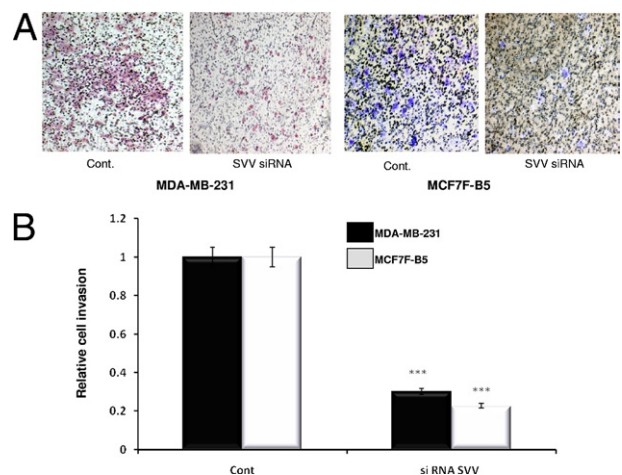 A
Cont. SVV siRNA Cont. SVV siRNA
MDA-MB-231 MCF7F-B5
B
1.2
1
0.8
0.6
0.4
0.2
0
Relative cell invasion
MDA-MB-231
MCF7F-B5
*** ***
Cont si RNA SVV